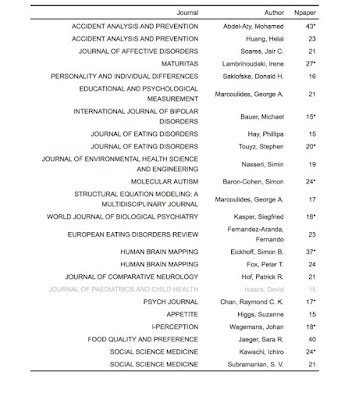 Journal Author Npaper
ACCIDENT ANALYSIS AND PREVENTION Abdel-Aty, Mohamed 43*
ACCIDENT ANALYSIS AND PREVENTION Huang, Helai 23
JOURNAL OF AFFECTIVE DISORDERS Soares, Jair C. 21
MATURITAS Lambrinoudaki, Irene 27*
PERSONALITY AND INDIVIDUAL DIFFERENCES Saklofske, Donald H. 16
EDUCATIONAL AND PSYCHOLOGICAL
MEASUREMENT Marcoulides, George A. 21
INTERNATIONAL JOURNAL OF BIPOLAR
DISORDERS Bauer, Michael 15*
JOURNAL OF EATING DISORDERS Hay, Phillipa 15
JOURNAL OF EATING DISORDERS Touyz, Stephen 20*
JOURNAL OF ENVIRONMENTAL HEALTH SCIENCE
AND ENGINEERING Nasseri, Simin 19
MOLECULAR AUTISM Baron-Cohen, Simon 24*
STRUCTURAL EQUATION MODELING: A
MULTIDISCIPLINARY JOURNAL Marcoulides, George A. 17
WORLD JOURNAL OF BIOLOGICAL PSYCHIATRY Kasper, Siegfried 16*
EUROPEAN EATING DISORDERS REVIEW Fernandez-Aranda, Fernando 23
HUMAN BRAIN MAPPING Eickhoff, Simon B. 37*
HUMAN BRAIN MAPPING Fox, Peter T. 24
JOURNAL OF COMPARATIVE NEUROLOGY Hof, Patrick R. 21
JOURNAL OF PAEDIATRICS AND CHILD HEALTH Isaacs, David 15
PSYCH JOURNAL Chan, Raymond C. K. 17*
APPETITE Higgs, Suzanne 15
I-PERCEPTION Wagemans, Johan 18*
FOOD QUALITY AND PREFERENCE Jaeger, Sara R. 40
SOCIAL SCIENCE MEDICINE Kawachi, Ichiro 24*
SOCIAL SCIENCE MEDICINE Subramanian, S. V. 21